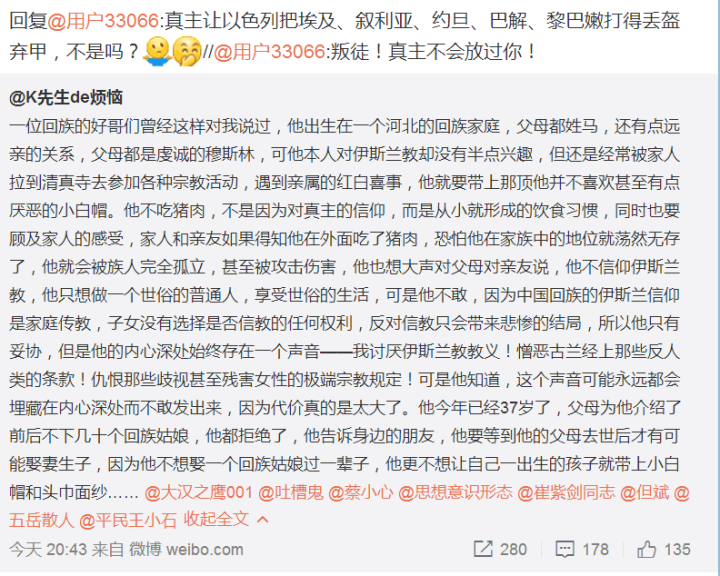 回复@用户33066:真主让以色列把埃及、叙利亚、约旦、巴解、黎巴嫩打得丢盔
弃甲，不是吗？//@用户33066:叛徒！真主不会放过你！
@K先生de烦恼
一位回族的好哥们曾经这样对我说过，他出生在一个河北的回族家庭，父母都姓马，还有点远
亲的关系，父母都是虔诚的穆斯林，可他本人对伊斯兰教却没有半点兴趣，但还是经常被家人
拉到清真寺去参加各种宗教活动，遇到亲属的红白喜事，他就要带上那顶他并不喜欢甚至有点
厌恶的小白帽。他不吃猪肉，不是因为对真主的信仰，而是从小就形成的饮食习惯，同时也要
顾及家人的感受，家人和亲友如果得知他在外面吃了猪肉，恐怕他在家族中的地位就荡然无存
了，他就会被族人完全孤立，甚至被攻击伤害，他也想大声对父母对亲友说，他不信仰伊斯兰
教，他只想做一个世俗的普通人，享受世俗的生活，可是他不敢，因为中国回族的伊斯兰信仰
是家庭传教，子女没有选择是否信教的任何权利，反对信教只会带来悲惨的结局，所以他只有
妥协，但是他的内心深处始终存在一个声音——我讨厌伊斯兰教教义！憎恶古兰经上那些反人
类的条款！仇恨那些歧视甚至残害女性的极端宗教规定！可是他知道，这个声音可能永远都会
埋藏在内心深处而不敢发出来，因为代价真的是太大了。他今年已经37岁了，父母为他介绍了
前后不下几十个回族姑娘，他都拒绝了，他告诉身边的朋友，他要等到他的父母去世后才有可
能娶妻生子，因为他不想娶一个回族姑娘过一辈子，他更不想让自己一出生的孩子就带上小白
帽和头巾面纱…… @大汉之鹰001 @吐槽鬼 @蔡小心 @思想意识形态 @崔紫剑同志 @但斌 @
五岳散人 @平民王小石 收起全文
今天 20:43 来自 微博 weibo.com 280 178 135